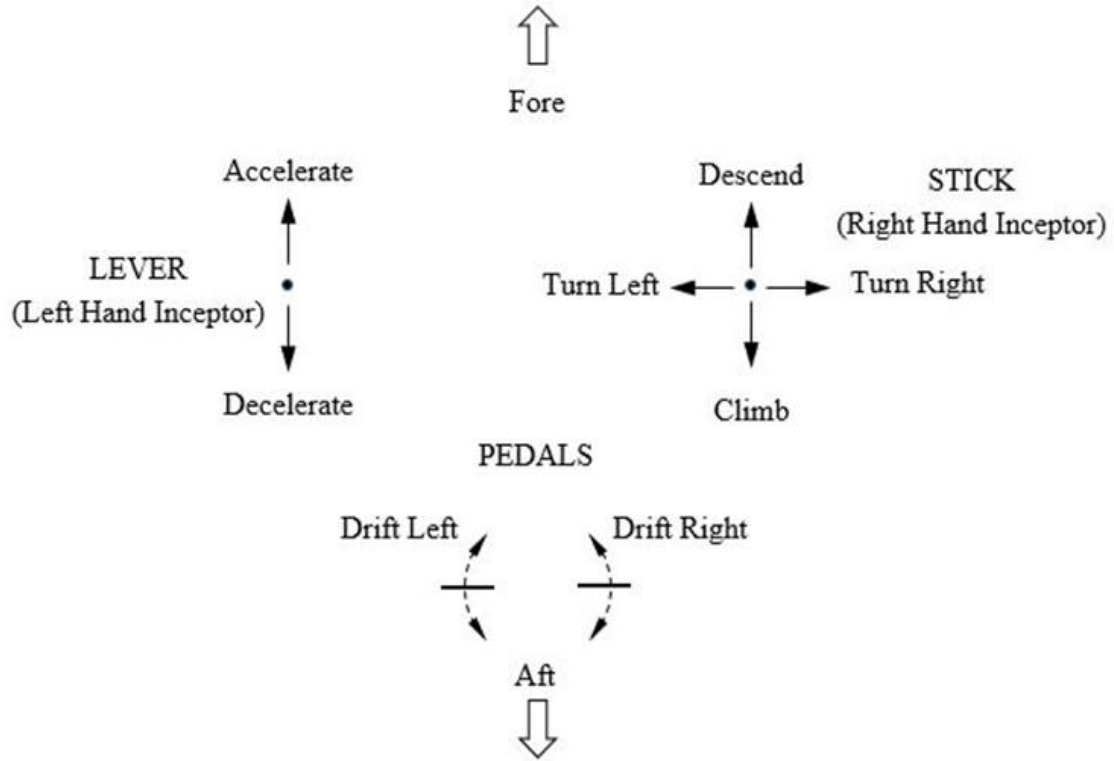 Fore
Accelerate
Descend
STICK
(Right Hand Inceptor)
LEVER
(Left Hand Inceptor)
Turn Left
Turn Right
Decelerate
Climb
PEDALS
Drift Left
Drift Right
Aft